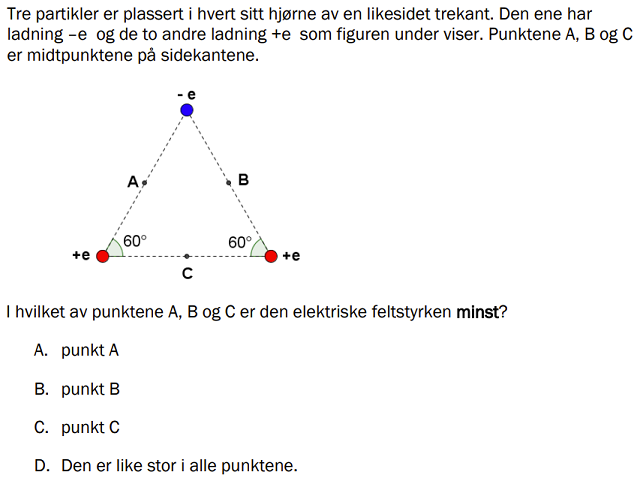 Tre partikler er plassert i hvert sitt hjørne av en likesidet trekant. Den ene har
ladning –e og de to andre ladning +e som figuren under viser. Punktene A, B og C
er midtpunktene på sidekantene.
- e
A
B
60°
60°
+e
+e
C
I hvilket av punktene A, B og C er den elektriske feltstyrken minst?
A. punkt A
B. punkt B
C. punkt C
D. Den er like stor i alle punktene.